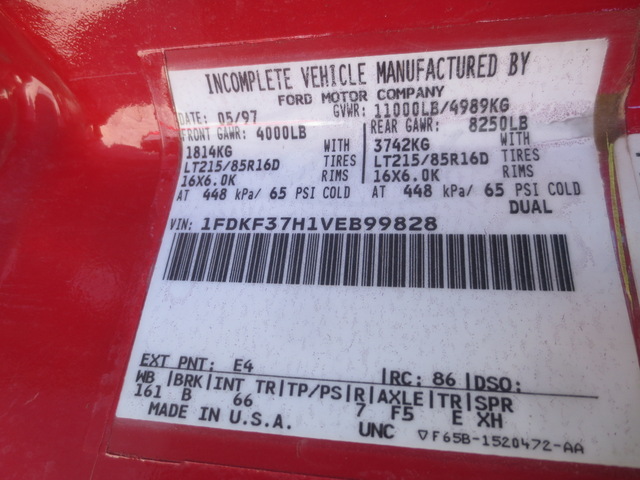 INCOMPLETE VEHICLE MANUFACTURED BY
FORD MOTOR COMPANY
DATE: 05/97 GVWR: 11000LB/4989KG
FRONT GAWR: 4000LB REAR GAWR: 8250LB
1814KG WITH 3742KG WITH
LT215/85R16D TIRES LT215/85R16D TIRES
16X6.0K RIMS 16X6.0K RIMS
AT 448 kPa/ 65 PSI COLD AT 448 kPa/ 65 PSI COLD
DUAL
VIN: 1FDKF37H1VEB99828
EXT PNT: E4 |RC: 86 |DSO:
WB |BRK|INT TR|TP/PS|R|AXLE|TR|SPR
161 B 66 7 F5 E XH
MADE IN U.S.A. UNC ▽F65B-1520472-AA